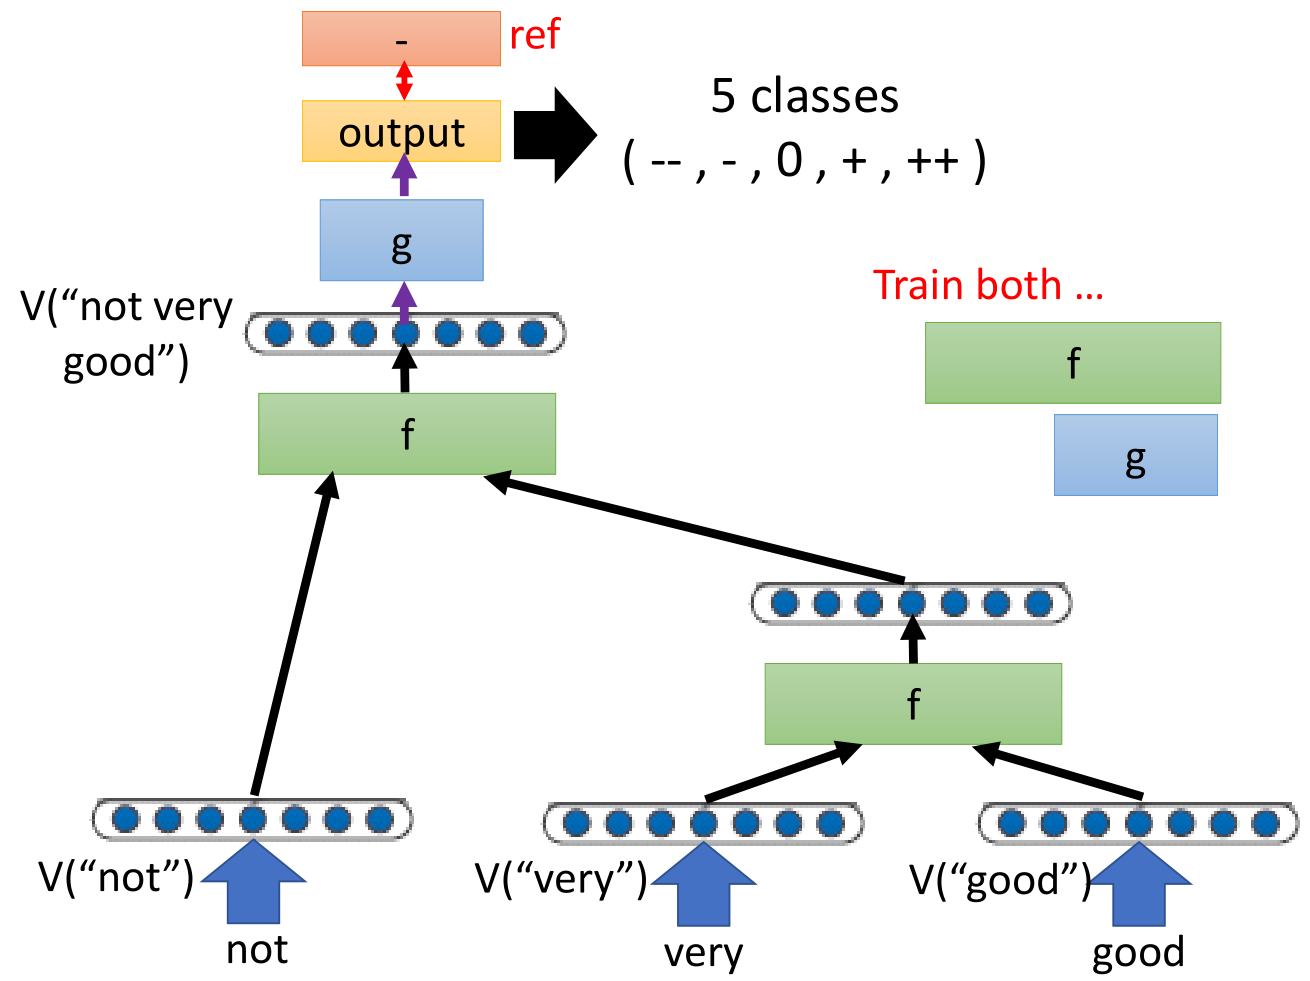 -
ref
output
5 classes
( -- , - , 0 , + , ++ )
g
V(“not very
good”)
Train both …
f
g
f
f
V(“not”)
V(“very”)
V(“good”)
not
very
good